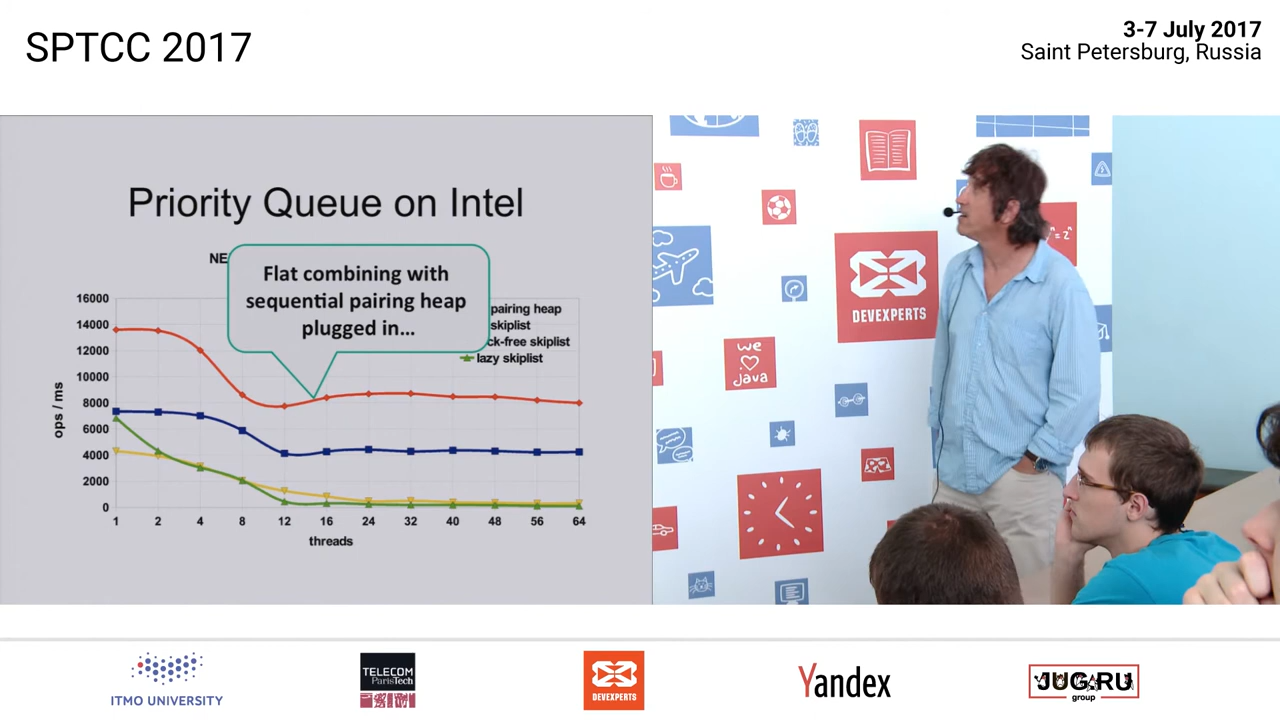 SPTCC 2017
3-7 July 2017
Saint Petersburg, Russia
Priority Queue on Intel
NE
Flat combining with
sequential pairing heap
plugged in...
pairing heap
skiplist
ck-free skiplist
lazy skiplist
16000
14000
12000
10000
8000
6000
4000
2000
0
ops / ms
1 2 4 8 12 16 24 32 40 48 56 64
threads
DEVEXPERTS
we
java
ITMO UNIVERSITY
TELECOM
ParisTech
DEVEXPERTS
Yandex
JUG.RU
group